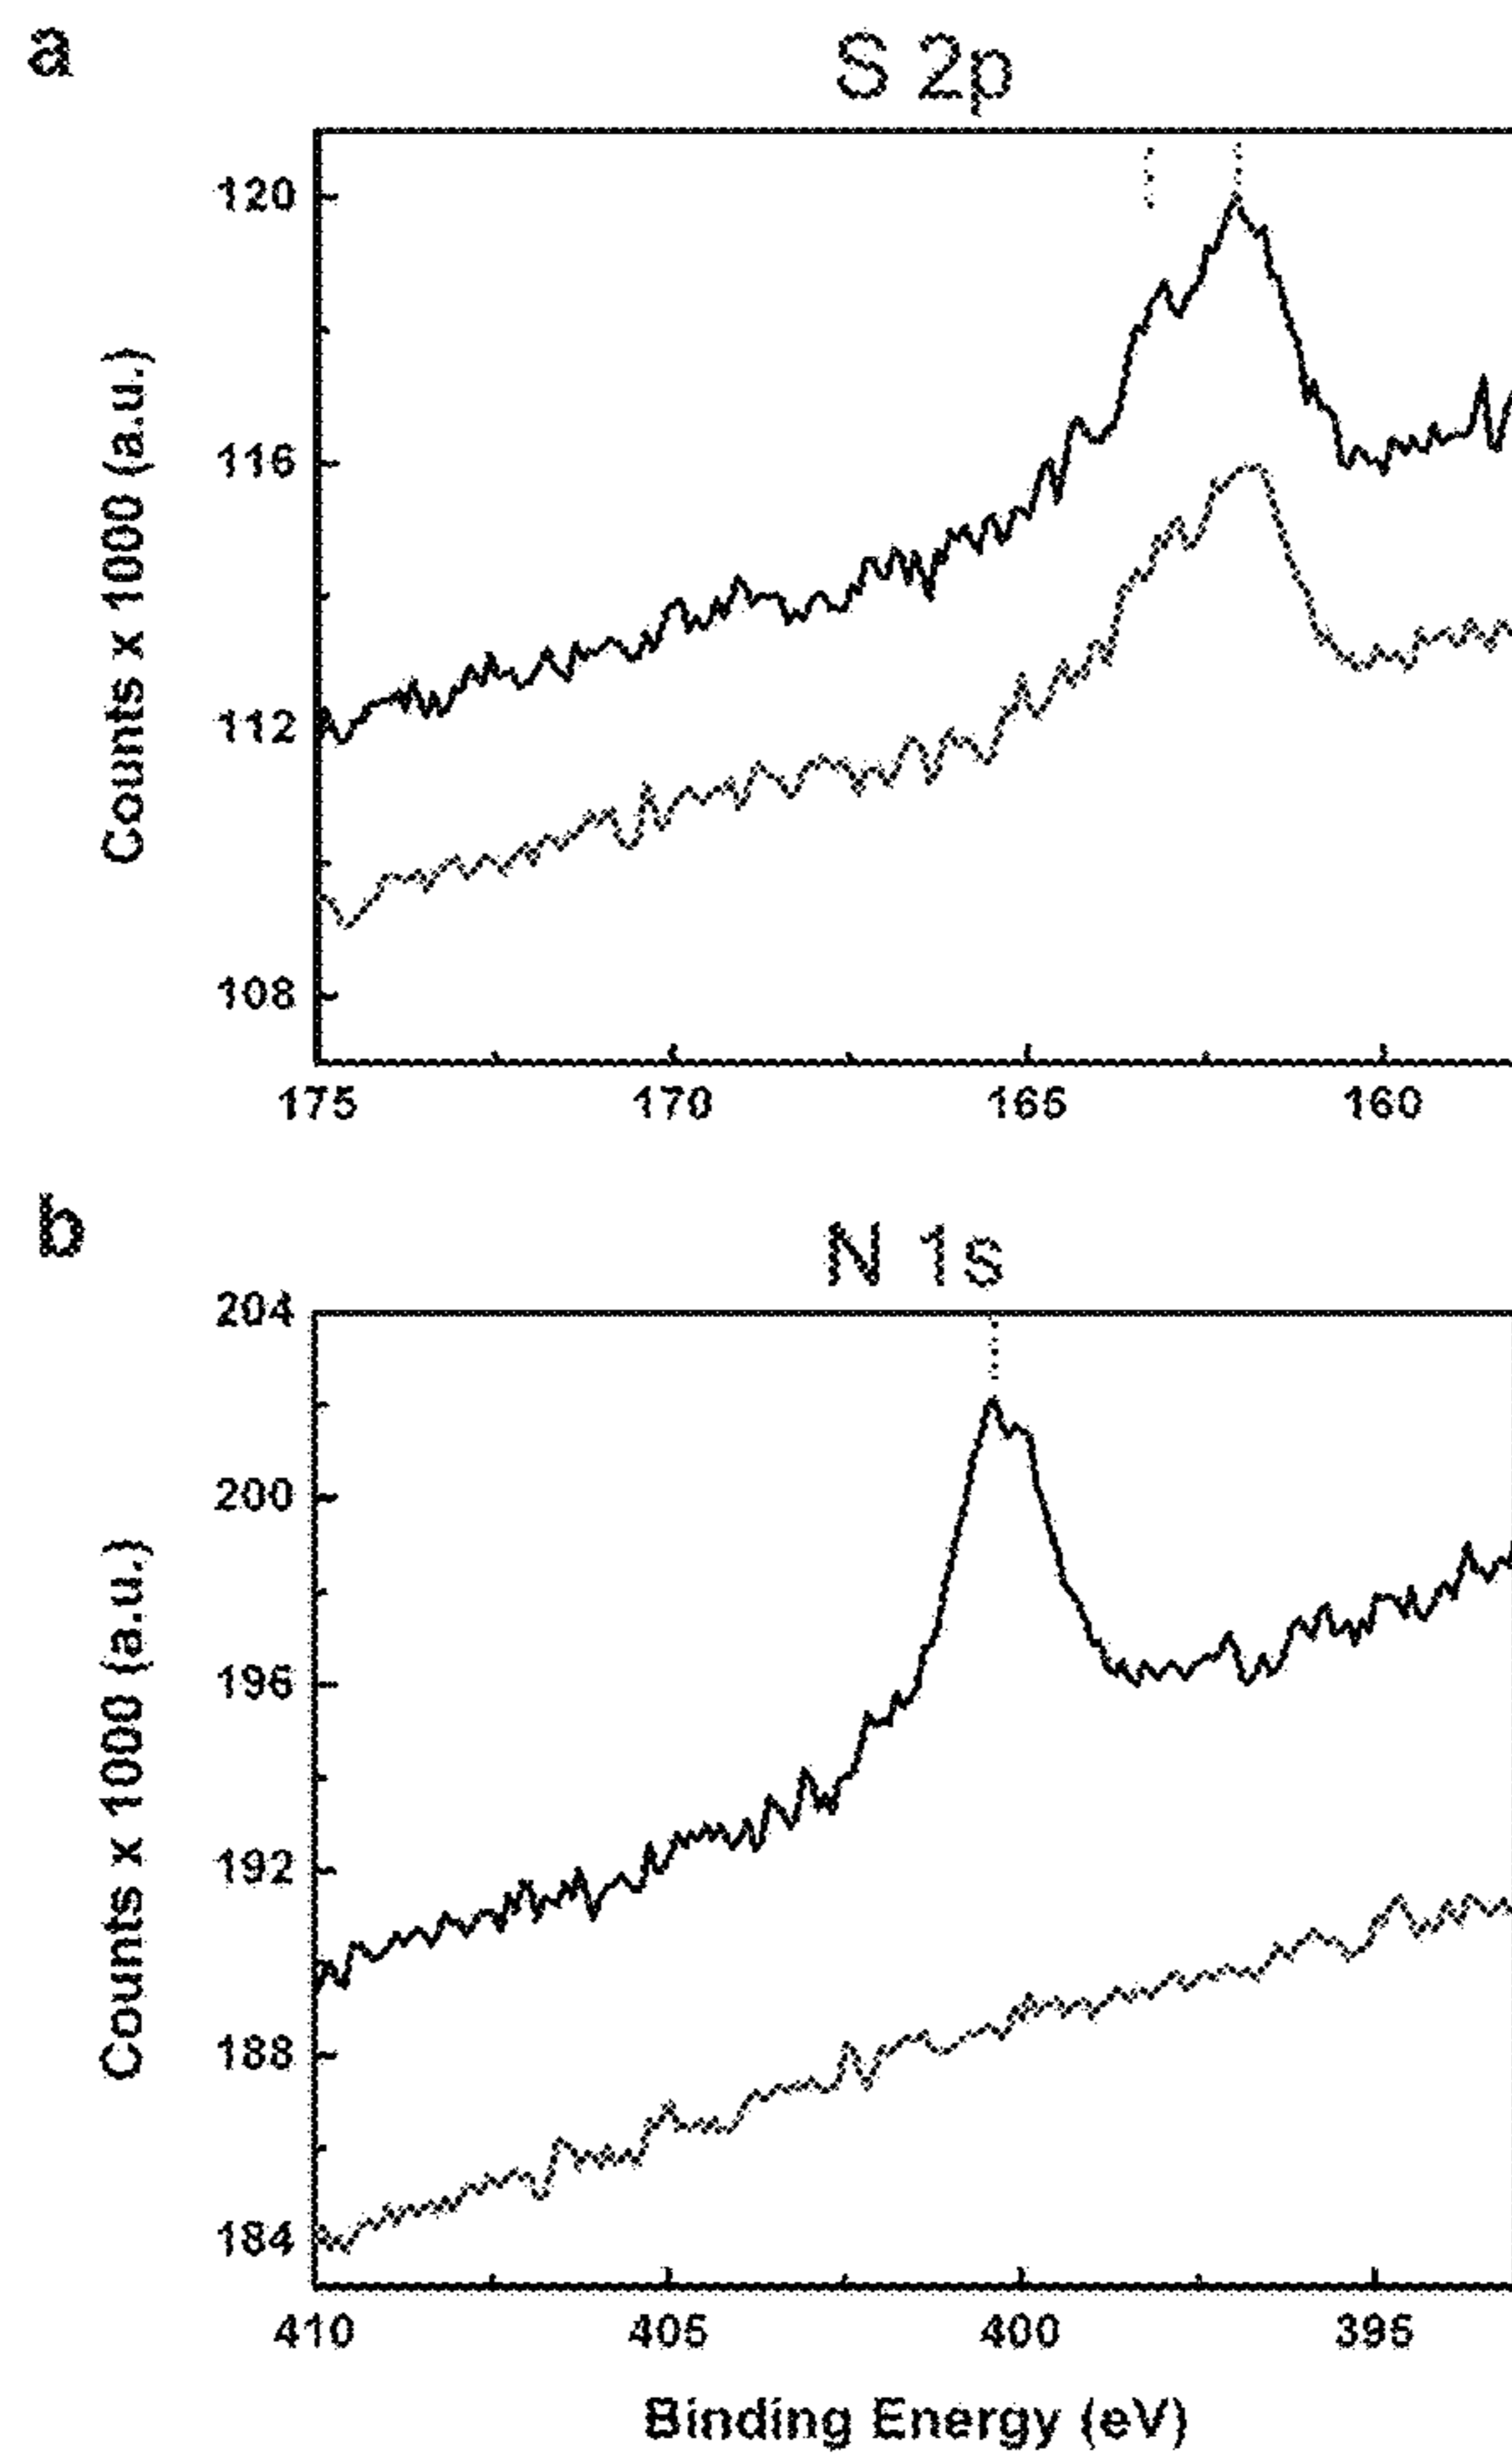 a
S 2p
120
116
112
108
Counts x 1000 (a.u.)
175 170 165 160
b
N 1s
204
200
196
192
188
184
Counts x 1000 (a.u.)
410 405 400 395
Binding Energy (eV)